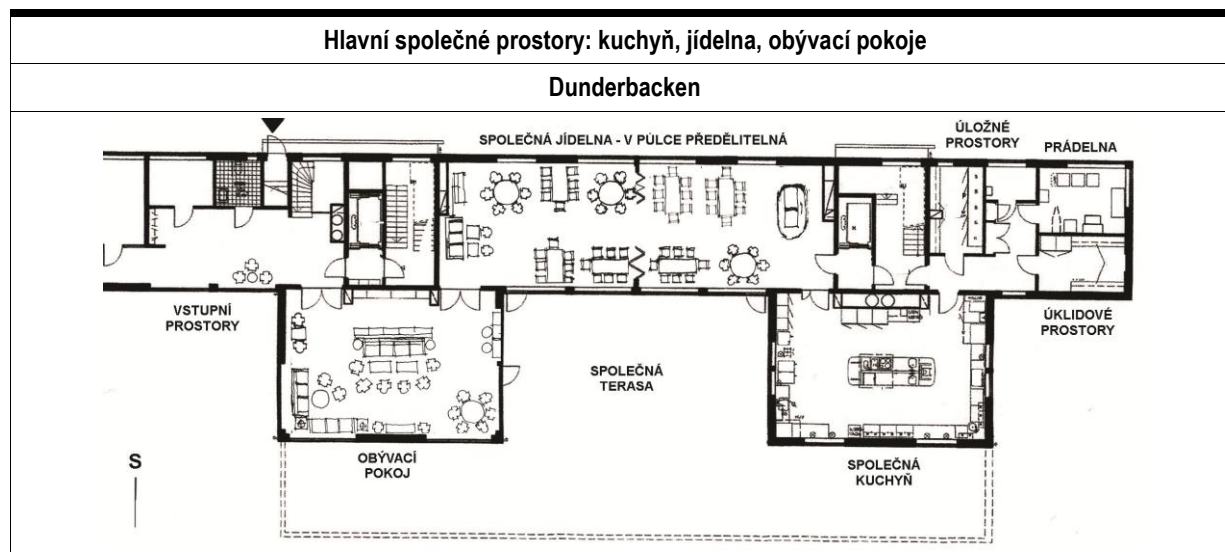 Hlavní společné prostory: kuchyň, jídelna, obývací pokoje
Dunderbacken
SPOLEČNÁ JÍDELNA - V PŮLCE PŘEDĚLITELNÁ
ÚLOŽNÉ
PROSTORY
PRÁDELNA
VSTUPNÍ
PROSTORY
SPOLEČNÁ
TERASA
ÚKLIDOVÉ
PROSTORY
OBÝVACÍ
POKOJ
SPOLEČNÁ
KUCHYŇ
S